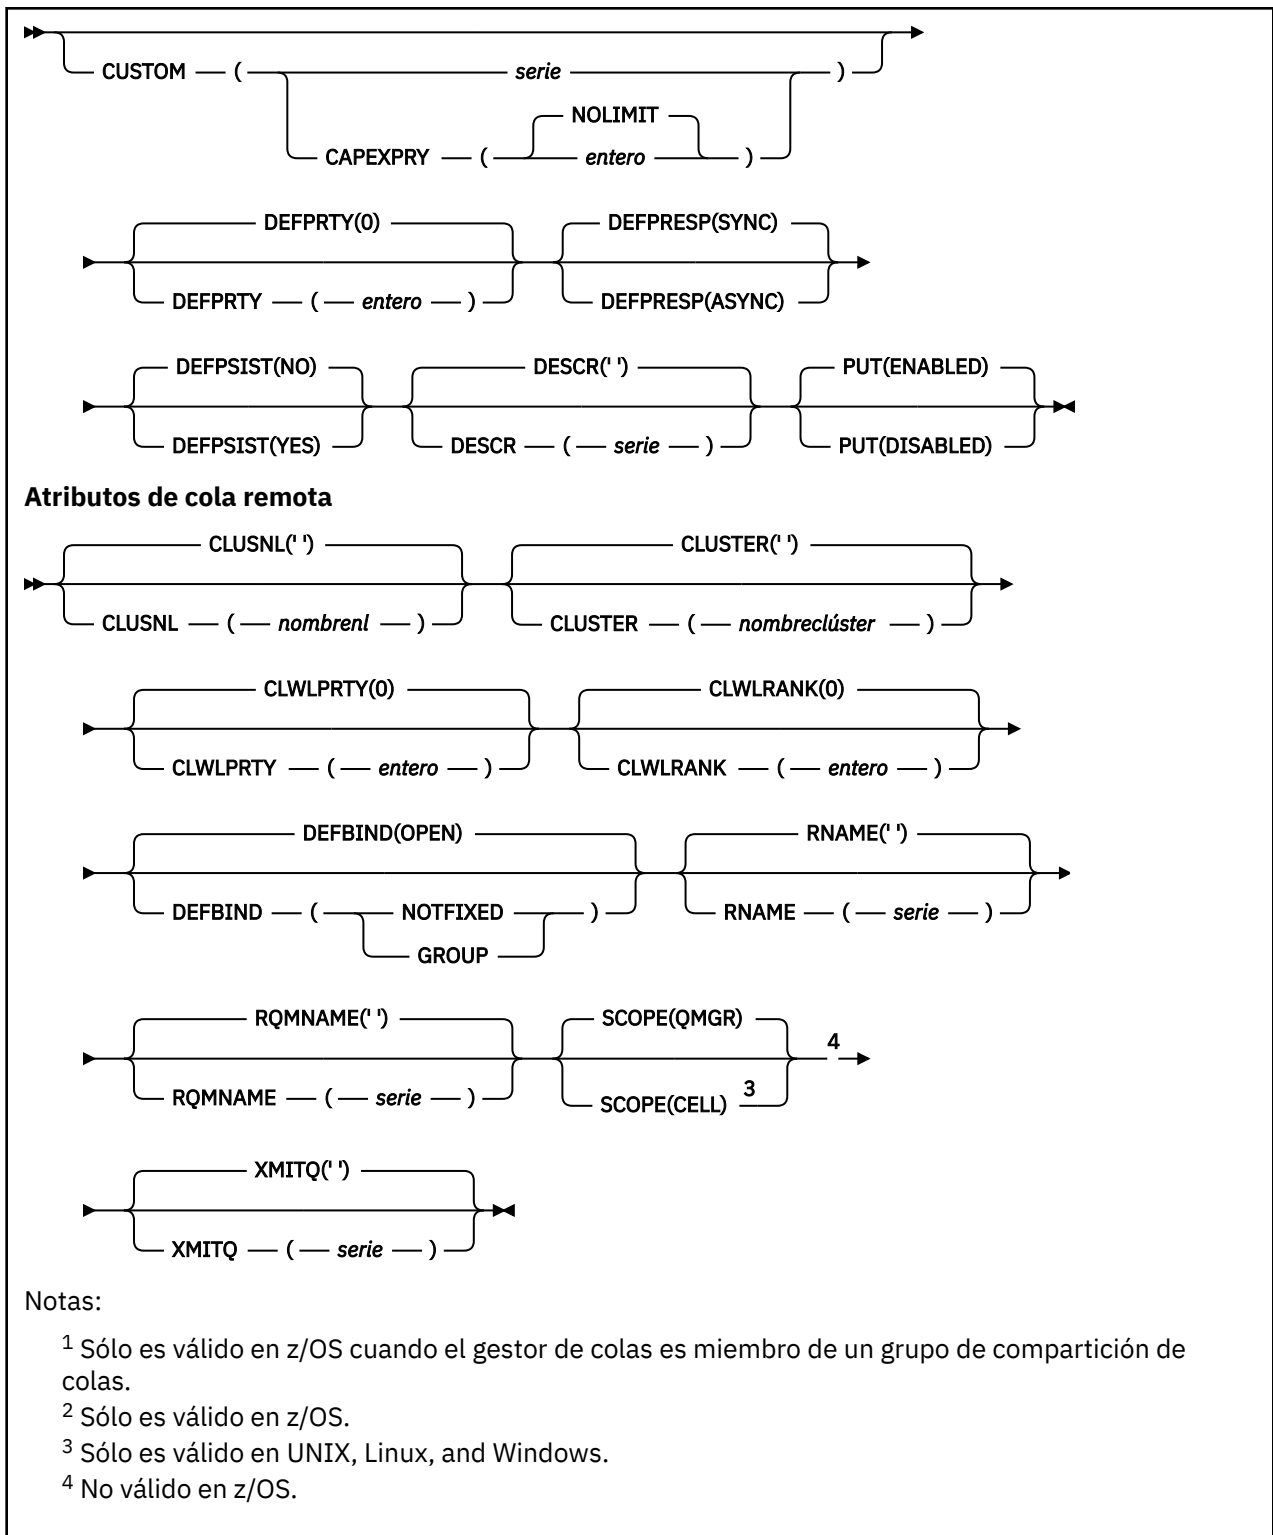 CUSTOM ( serie )
NOLIMIT
CAPEXPRY ( entero )
DEFPRTY(0) DEFPRESP(SYNC)
DEFPRTY ( entero ) DEFPRESP(ASYNC)
DEFPSIST(NO) DESCR(' ') PUT(ENABLED)
DEFPSIST(YES) DESCR ( serie ) PUT(DISABLED)
Atributos de cola remota
CLUSNL(' ') CLUSTER(' ')
CLUSNL ( nombrenl ) CLUSTER ( nombreclúster )
CLWLPRTY(0) CLWLRANK(0)
CLWLPRTY ( entero ) CLWLRANK ( entero )
DEFBIND(OPEN) RNAME(' ')
DEFBIND ( NOTFIXED ) RNAME ( serie )
GROUP
RQMNAME(' ') SCOPE(QMGR) 4
RQMNAME ( serie ) SCOPE(CELL) 3
XMITQ(' ')
XMITQ ( serie )
Notas:
1 Sólo es válido en z/OS cuando el gestor de colas es miembro de un grupo de compartición de
colas.
2 Sólo es válido en z/OS.
3 Sólo es válido en UNIX, Linux, and Windows.
4 No válido en z/OS.